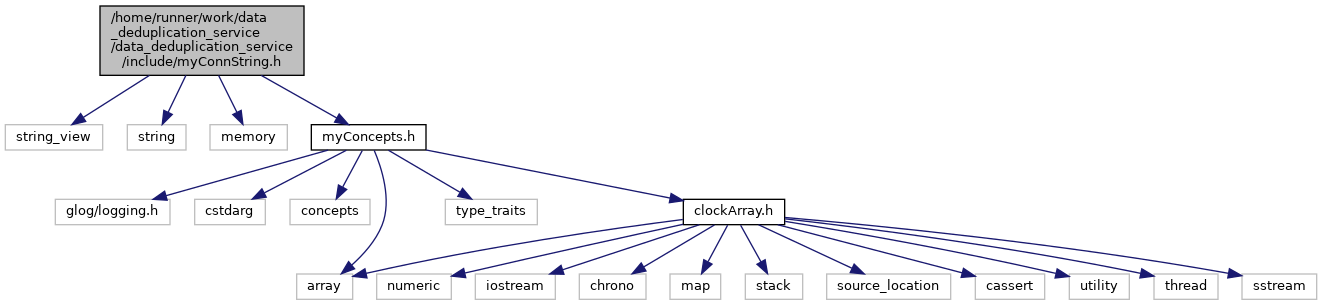 /home/runner/work/data
_deduplication_service
/data_deduplication_service
/include/myConnString.h
string_view
string
memory
myConcepts.h
glog/logging.h
cstdarg
concepts
type_traits
clockArray.h
array
numeric
iostream
chrono
map
stack
source_location
cassert
utility
thread
sstream